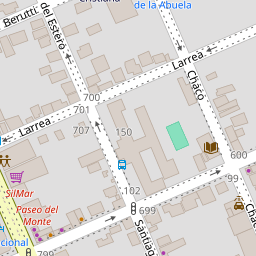 Berutti
del Estero
Cristiana
de la Abuela
Larrea
Chaco
700
701
707
150
Larrea
600
99
102
699
SilMar
Paseo del
Monte
Santiag
Chac
cional
799